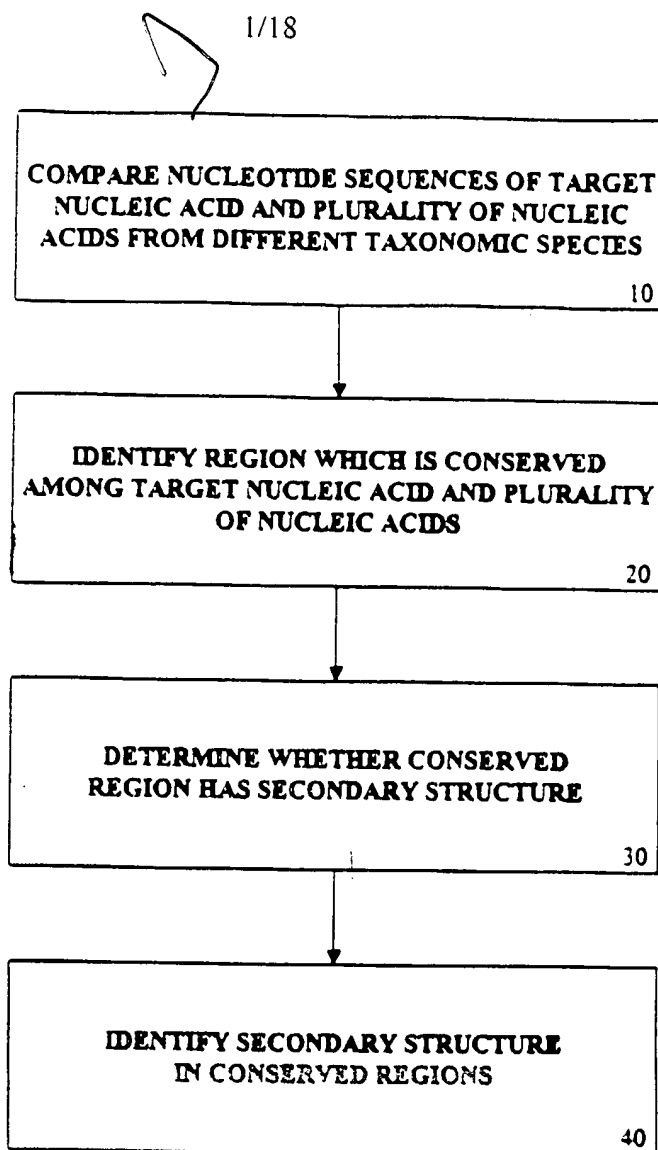 1/18
COMPARE NUCLEOTIDE SEQUENCES OF TARGET
NUCLEIC ACID AND PLURALITY OF NUCLEIC
ACIDS FROM DIFFERENT TAXONOMIC SPECIES
10
IDENTIFY REGION WHICH IS CONSERVED
AMONG TARGET NUCLEIC ACID AND PLURALITY
OF NUCLEIC ACIDS
20
DETERMINE WHETHER CONSERVED
REGION HAS SECONDARY STRUCTURE
30
IDENTIFY SECONDARY STRUCTURE
IN CONSERVED REGIONS
40